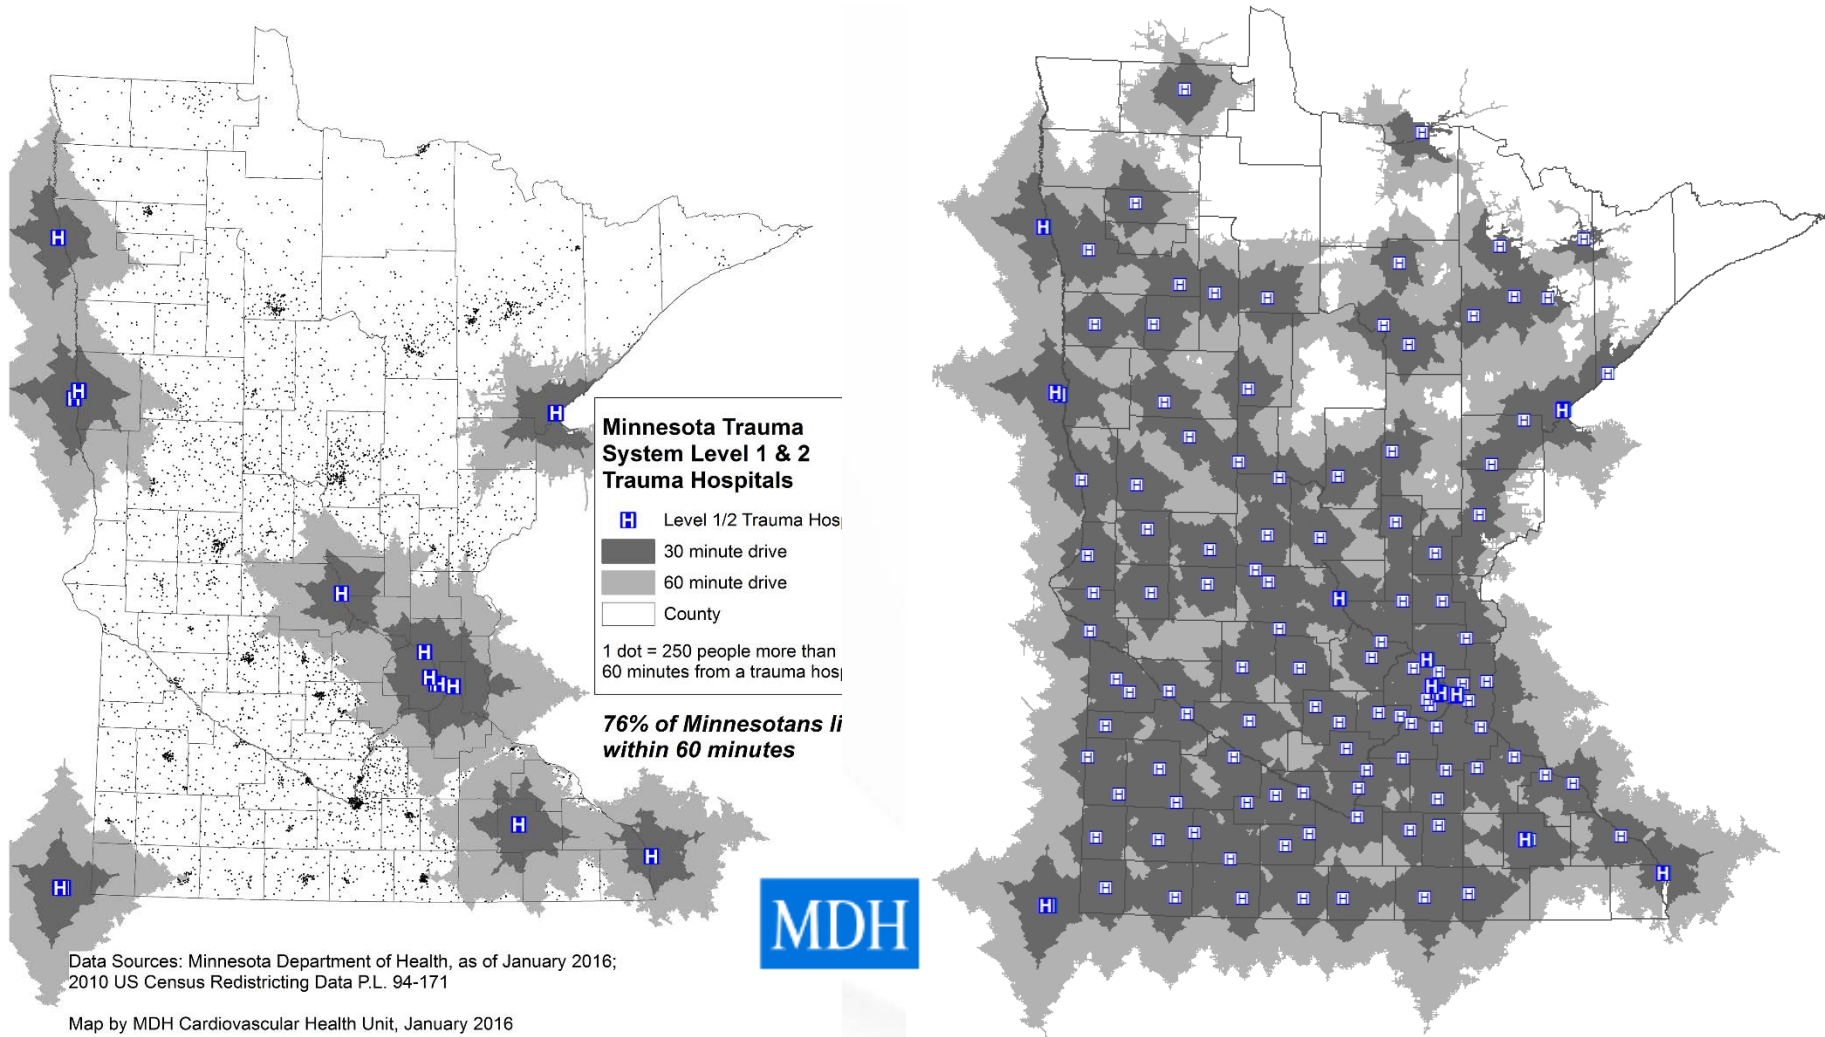 Minnesota Trauma
System Level 1 & 2
Trauma Hospitals
H Level 1/2 Trauma Hos
30 minute drive
60 minute drive
County
1 dot = 250 people more than
60 minutes from a trauma hos
76% of Minnesotans li
within 60 minutes
MDH
Data Sources: Minnesota Department of Health, as of January 2016;
2010 US Census Redistricting Data P.L. 94-171
Map by MDH Cardiovascular Health Unit, January 2016